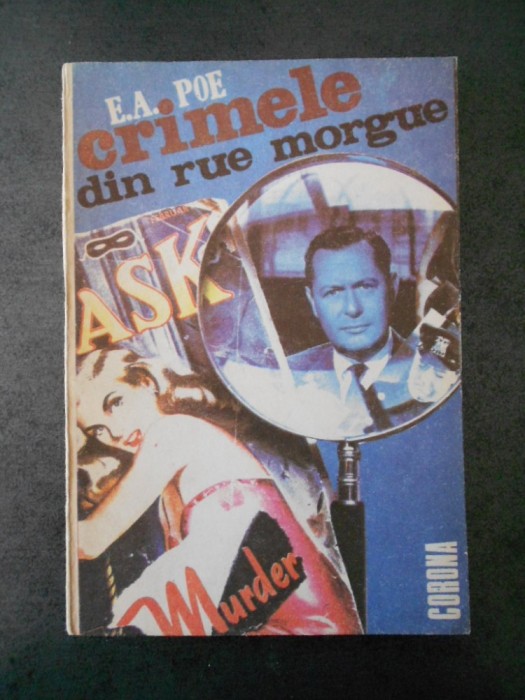 E.A. POE
crimele
din rue morgue
ASK
Murder
CORONA